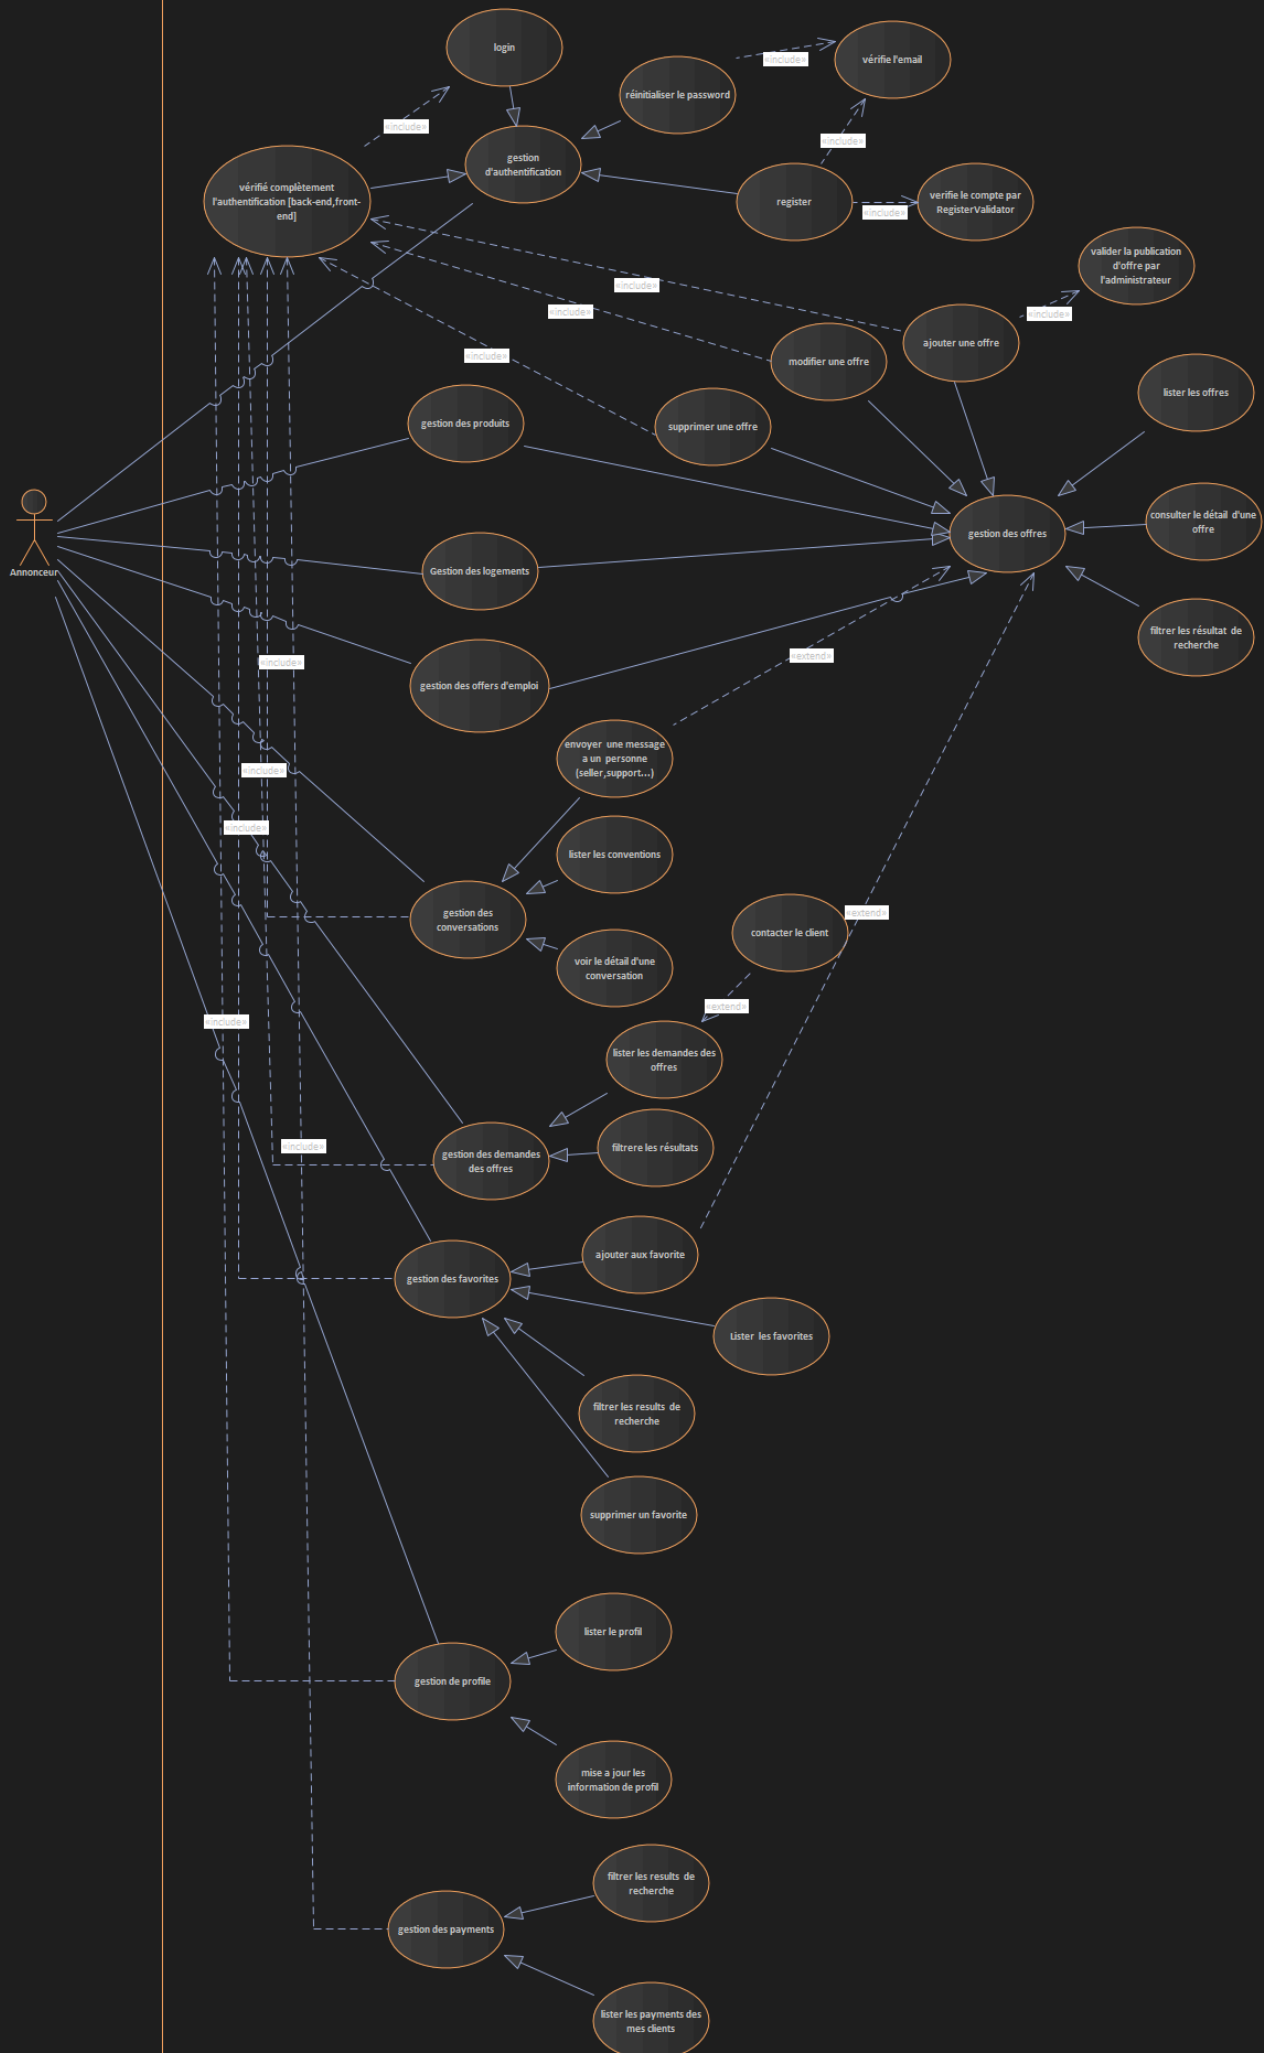 login
vérifie l'email
«include»
réinitialiser le password
«include»
«include»
gestion
d'authentification
vérifié complètement
l'authentification [back-end,front-
end]
register
verifie le compte par
RegisterValidator
«include»
valider la publication
d'offre par
l'administrateur
«include»
«include»
«include»
ajouter une offre
«include»
modifier une offre
lister les offres
gestion des produits
supprimer une offre
consulter le détail d'une
offre
gestion des offres
Annonceur
Gestion des logements
filtrer les résultat de
recherche
«extend»
«include»
gestion des offers d'emploi
envoyer une message
a un personne
(seller,support...)
«include»
«include»
lister les conventions
gestion des
conversations
«extend»
contacter le client
voir le détail d'une
conversation
«extend»
«include»
lister les demandes des
offres
«include»
filtrere les résultats
gestion des demandes
des offres
ajouter aux favorite
gestion des favorites
Lister les favorites
filtrer les results de
recherche
supprimer un favorite
lister le profil
gestion de profile
mise a jour les
information de profil
filtrer les results de
recherche
gestion des payments
lister les payments des
mes clients